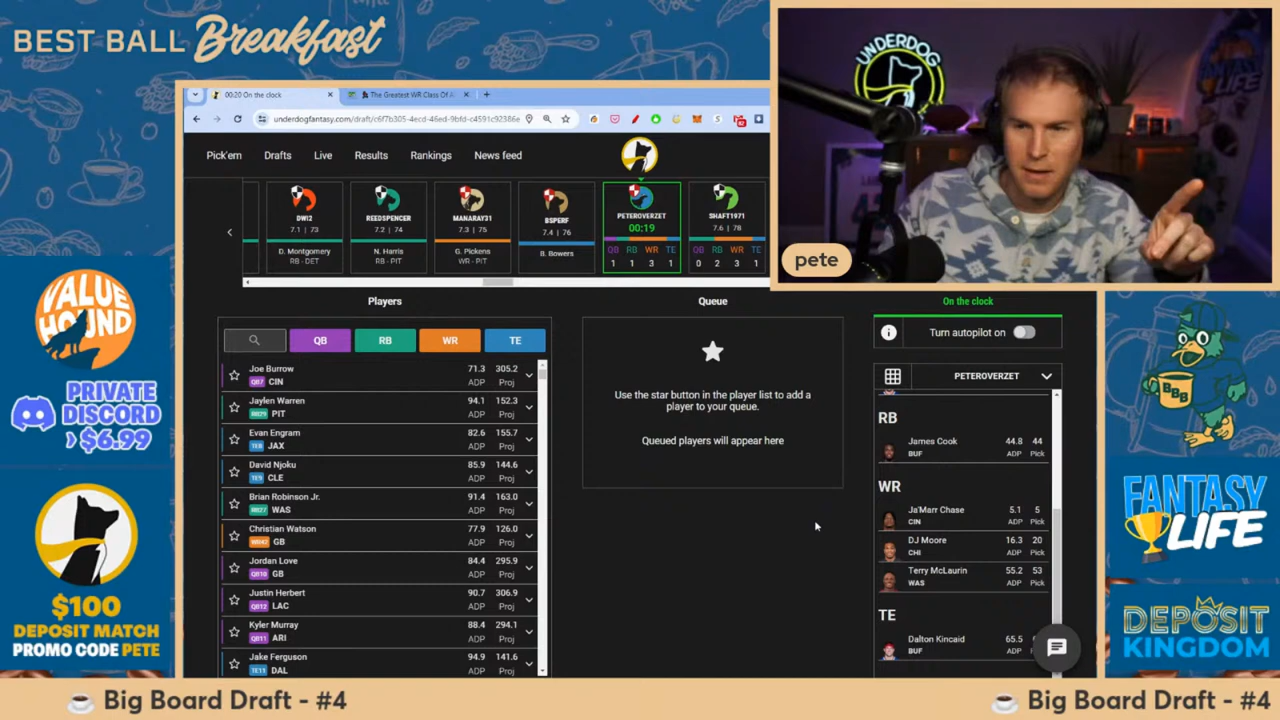 BEST BALL Breakfast
00:20 On the clock
The Greatest WR Class Of A
underdogfantasy.com/draft/c6f7b305-4ecd-46ed-9bfd-c4591c92386e
Pick'em
Drafts
Live
Results
Rankings
News feed
DWI2
7.1 | 73
D. Montgomery
RB - DET
REEDSPENCER
7.2 | 74
N. Harris
RB - PIT
MANARAY31
7.3 | 75
G. Pickens
WR - PIT
BSPERF
7.4 | 76
B. Bowers
PETEROVERZET
00:19
QB RB WR TE
1 1 3 1
SHAFT1971
7.6 | 78
QB RB WR TE
0 2 3 1
UNDERDOG
pete
Players
QB
RB
WR
TE
Joe Burrow
QB7 CIN
71.3 305.2
ADP Proj
Jaylen Warren
RB29 PIT
94.1 152.3
ADP Proj
Evan Engram
TE8 JAX
82.6 155.7
ADP Proj
David Njoku
TE9 CLE
85.9 144.6
ADP Proj
Brian Robinson Jr.
RB27 WAS
91.4 163.0
ADP Proj
Christian Watson
GB
77.9 126.0
ADP Proj
Jordan Love
QB10 GB
84.4 295.9
ADP Proj
Justin Herbert
QB12 LAC
90.7 306.9
ADP Proj
Kyler Murray
QB11 ARI
88.4 294.1
ADP Proj
Jake Ferguson
TE11 DAL
94.9 141.6
ADP Proj
Queue
Use the star button in the player list to add a
player to your queue.
Queued players will appear here
On the clock
Turn autopilot on
PETEROVERZET
RB
James Cook
BUF
44.8 44
ADP Pick
WR
Ja'Marr Chase
CIN
5.1 5
ADP Pick
DJ Moore
CHI
16.3 20
ADP Pick
Terry McLaurin
WAS
55.2 53
ADP Pick
TE
Dalton Kincaid
BUF
65.5
ADP
VALUE
HOUND
PRIVATE
DISCORD
> $6.99
$100
DEPOSIT MATCH
PROMO CODE PETE
BBB
FANTASY
LIFE
DEPOSIT
KINGDOM
Big Board Draft - #4
Big Board Draft - #4